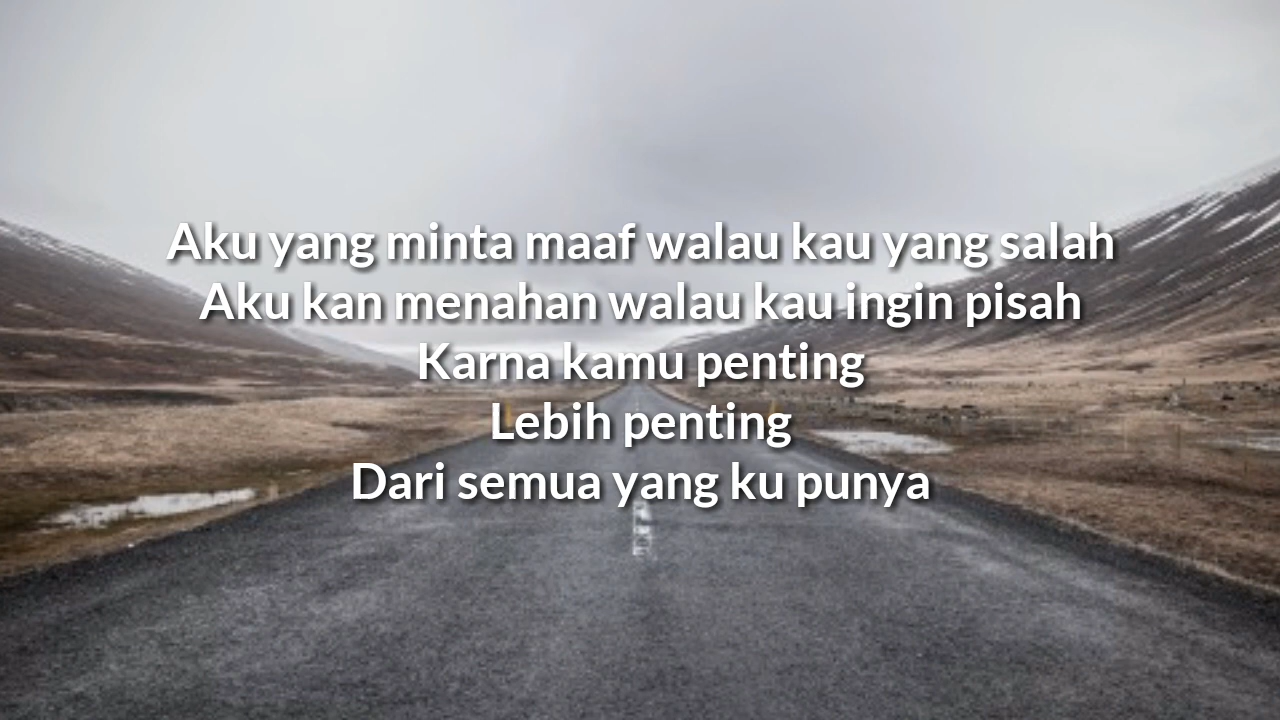 Aku yang minta maaf walau kau yang salah
Aku kan menahan walau kau ingin pisah
Karna kamu penting
Lebih penting
Dari semua yang ku punya